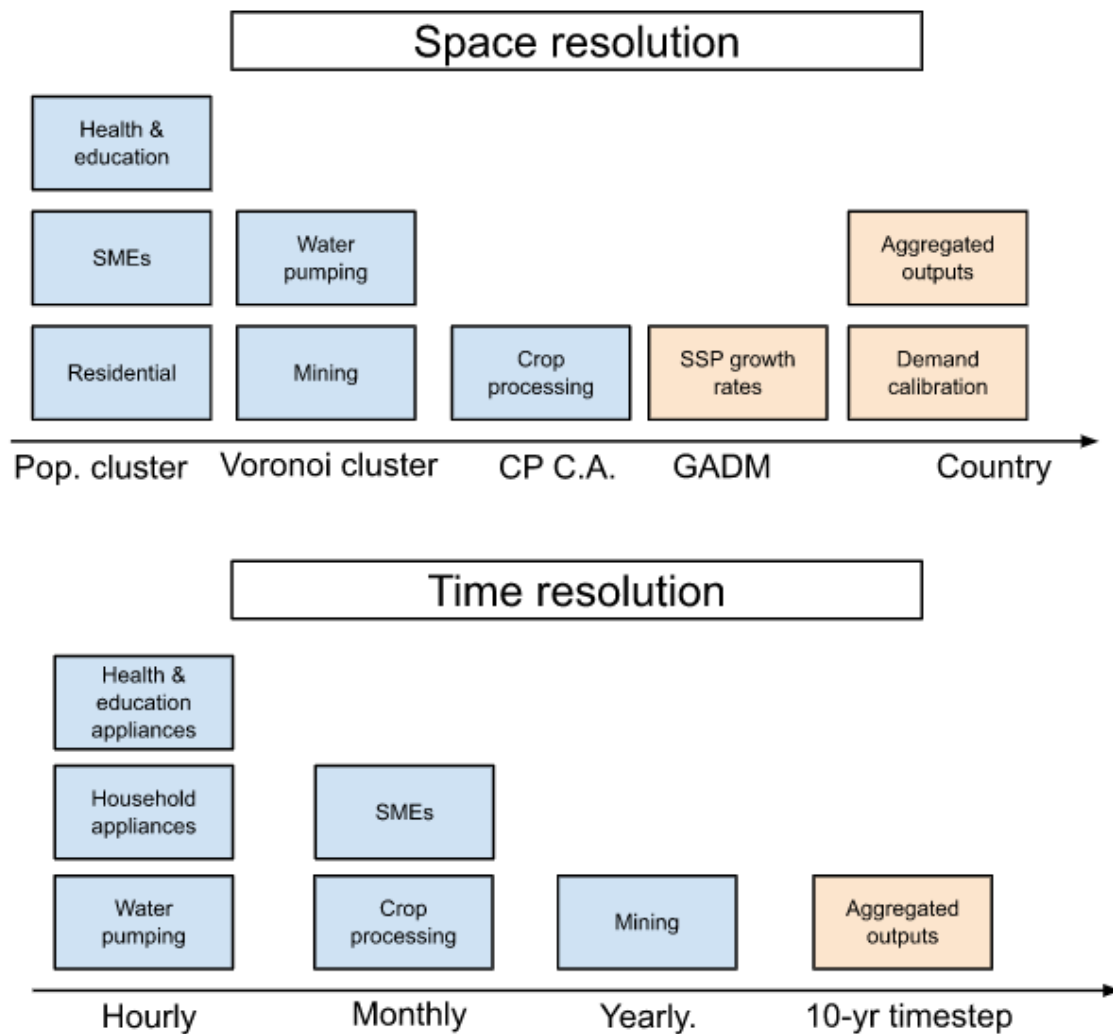 Space resolution
Health &
education
SMEs
Water
pumping
Aggregated
outputs
Residential
Mining
Crop
processing
SSP growth
rates
Demand
calibration
Pop. cluster
Voronoi cluster
CP C.A.
GADM
Country
Time resolution
Health &
education
appliances
Household
appliances
SMEs
Water
pumping
Crop
processing
Mining
Aggregated
outputs
Hourly
Monthly
Yearly.
10-yr timestep